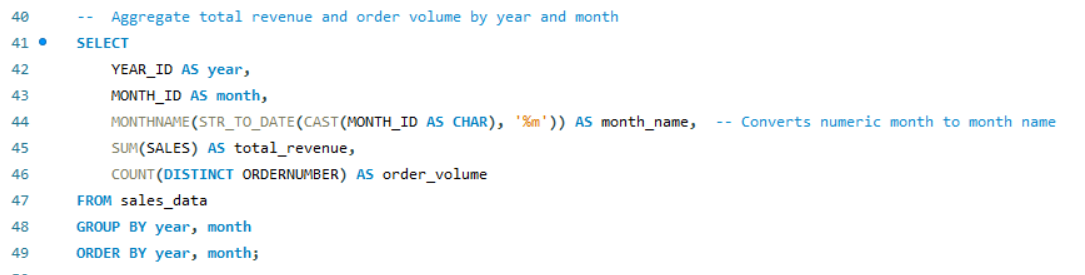 40 -- Aggregate total revenue and order volume by year and month
41 SELECT
42 YEAR_ID AS year,
43 MONTH_ID AS month,
44 MONTHNAME(STR_TO_DATE(CAST(MONTH_ID AS CHAR), '%m')) AS month_name, -- Converts numeric month to month name
45 SUM(SALES) AS total_revenue,
46 COUNT(DISTINCT ORDERNUMBER) AS order_volume
47 FROM sales_data
48 GROUP BY year, month
49 ORDER BY year, month;